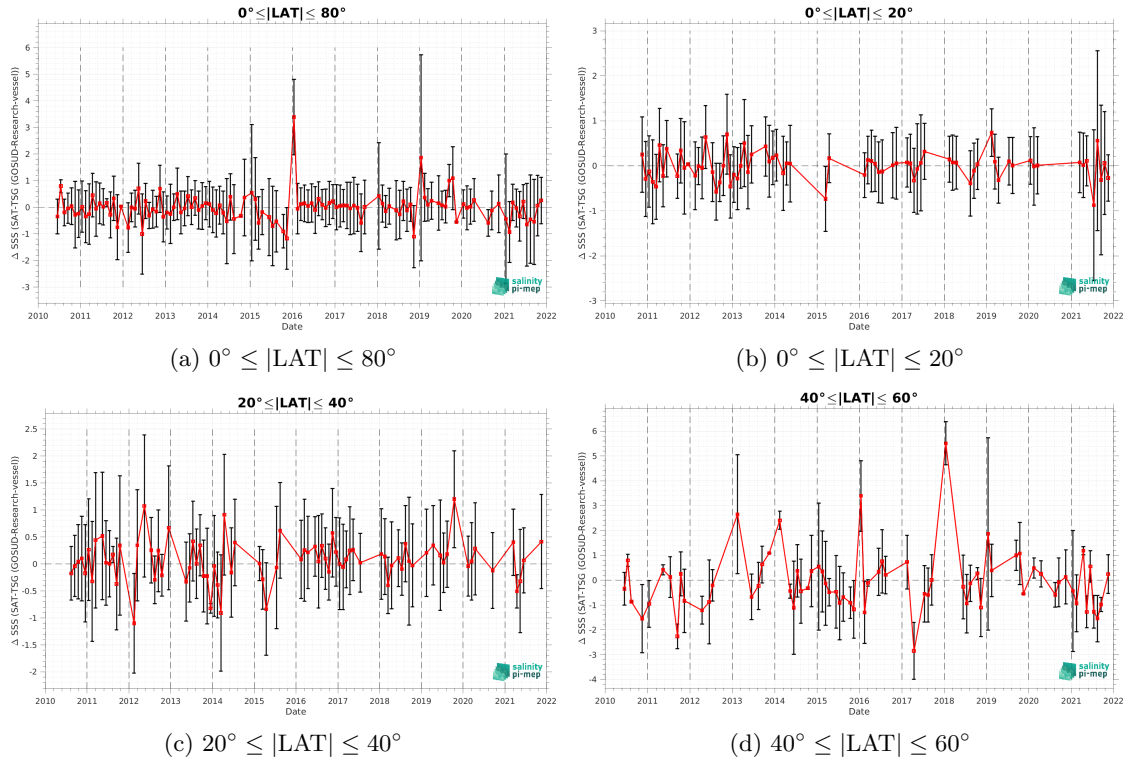 0°≤|LAT|≤ 80°
Δ SSS (SAT-TSG (GOSUD-Research-vessel))
6
5
4
3
2
1
0
-1
-2
-3
2010 2011 2012 2013 2014 2015 2016 2017 2018 2019 2020 2021 2022
Date
salinity
pi-mep
(a) 0° ≤ |LAT| ≤ 80°
0°≤|LAT|≤ 20°
Δ SSS (SAT-TSG (GOSUD-Research-vessel))
3
2
1
0
-1
-2
-3
2010 2011 2012 2013 2014 2015 2016 2017 2018 2019 2020 2021 2022
Date
salinity
pi-mep
(b) 0° ≤ |LAT| ≤ 20°
20°≤|LAT|≤ 40°
Δ SSS (SAT-TSG (GOSUD-Research-vessel))
2.5
2
1.5
1
0.5
0
-0.5
-1
-1.5
-2
2010 2011 2012 2013 2014 2015 2016 2017 2018 2019 2020 2021 2022
Date
salinity
pi-mep
(c) 20° ≤ |LAT| ≤ 40°
40°≤|LAT|≤ 60°
Δ SSS (SAT-TSG (GOSUD-Research-vessel))
6
5
4
3
2
1
0
-1
-2
-3
-4
2010 2011 2012 2013 2014 2015 2016 2017 2018 2019 2020 2021 2022
Date
salinity
pi-mep
(d) 40° ≤ |LAT| ≤ 60°